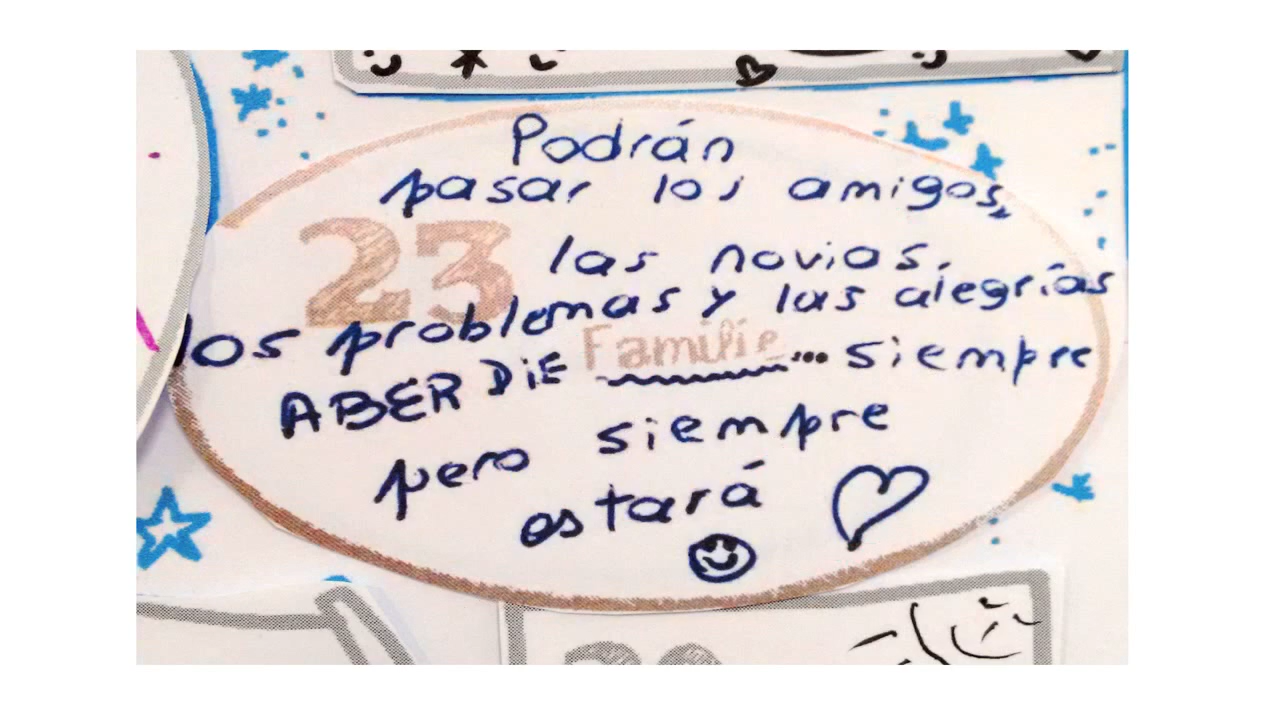 Podrán
pasar los amigos,
23 las novias,
los problemas y las alegrías
ABER DiE Familie... siempre
pero siempre
estará